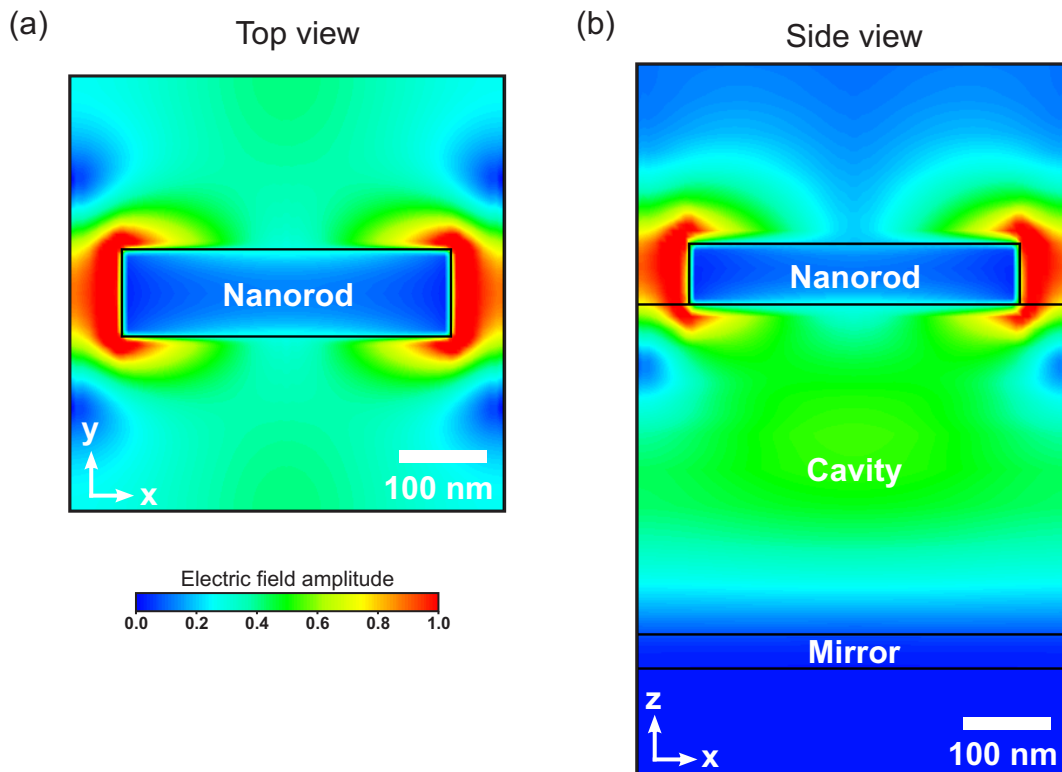 (a)
Top view
Nanorod
y
x
100 nm
Electric field amplitude
0.0 0.2 0.4 0.6 0.8 1.0
(b)
Side view
Nanorod
Cavity
Mirror
z
x
100 nm